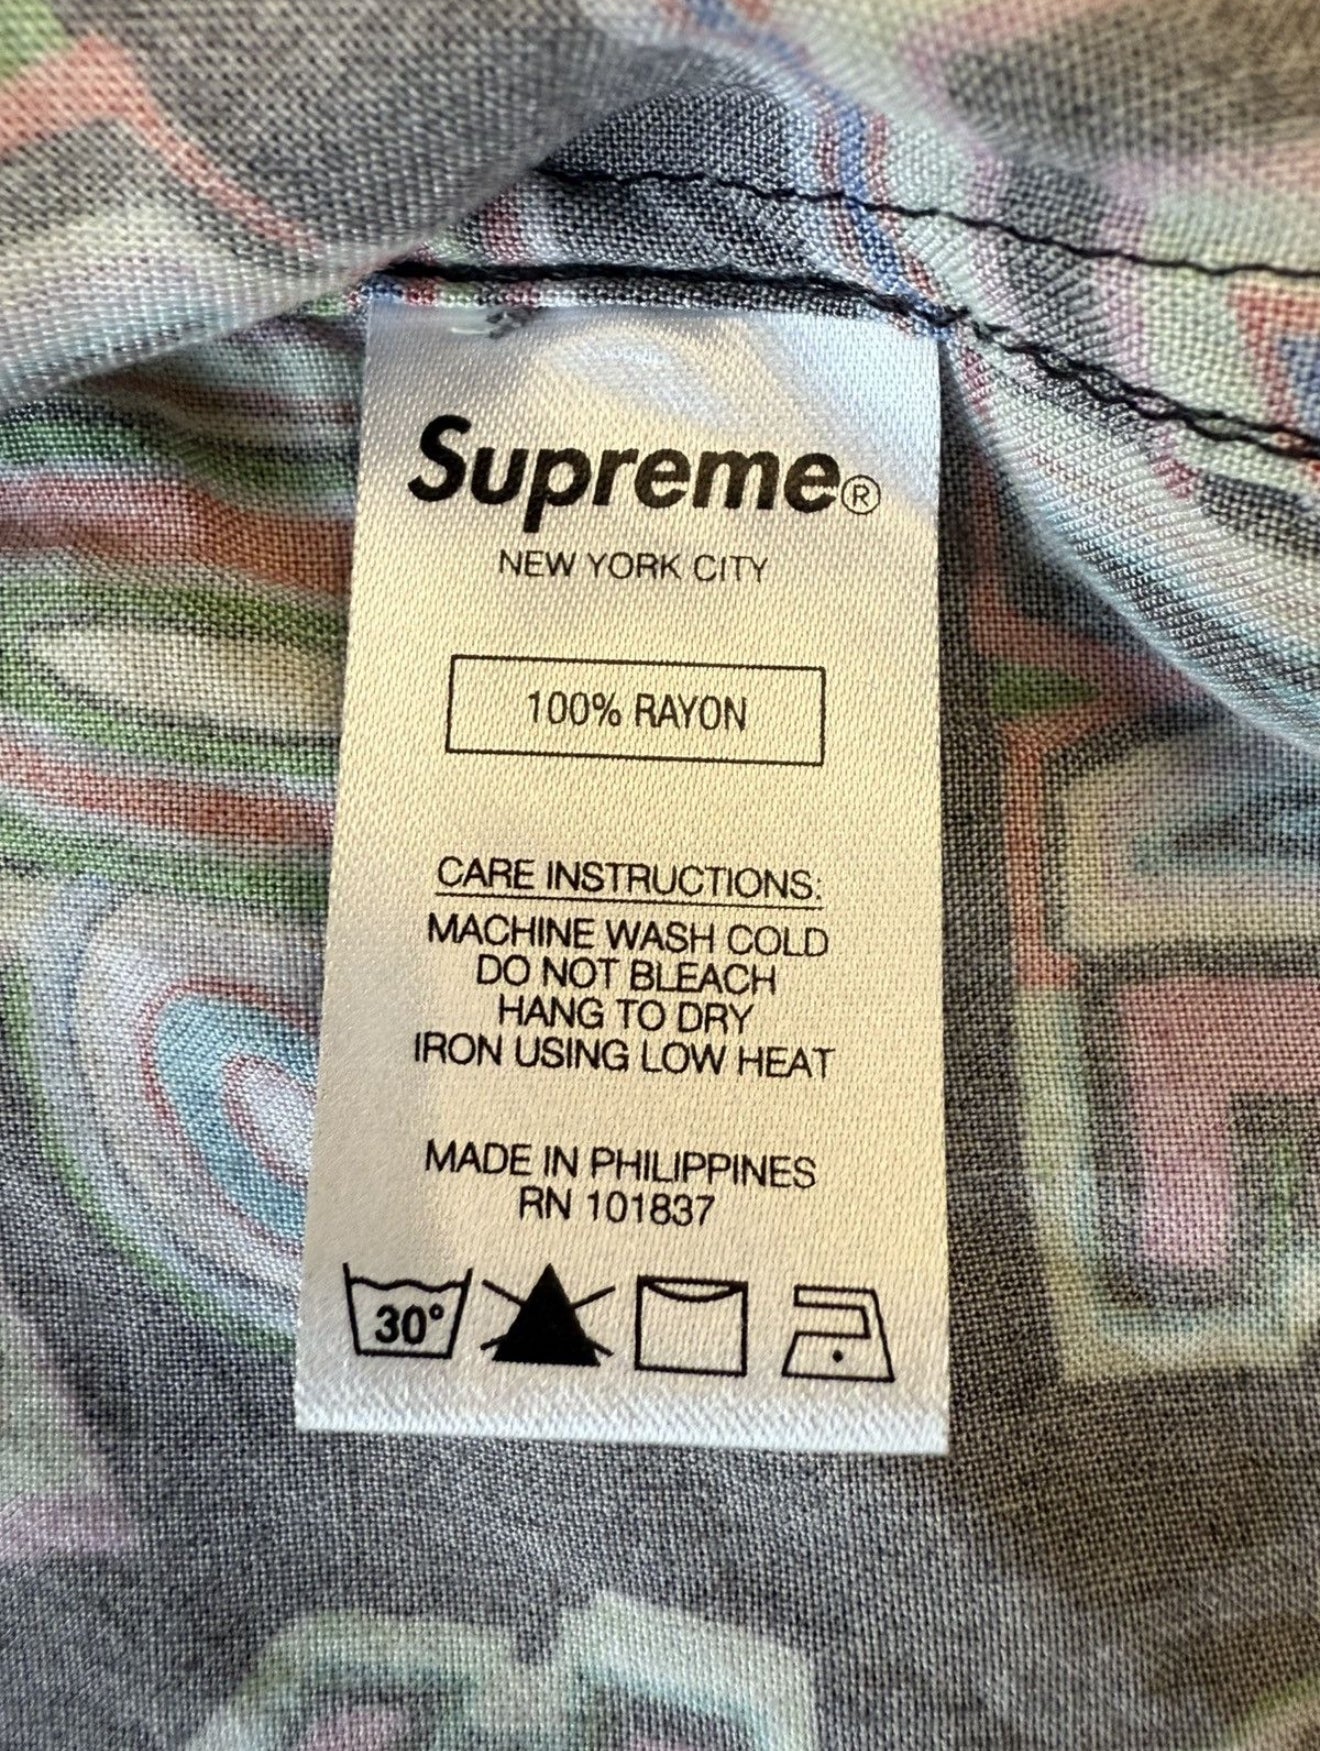 Supreme®
NEW YORK CITY
100% RAYON
CARE INSTRUCTIONS:
MACHINE WASH COLD
DO NOT BLEACH
HANG TO DRY
IRON USING LOW HEAT
MADE IN PHILIPPINES
RN 101837
30°